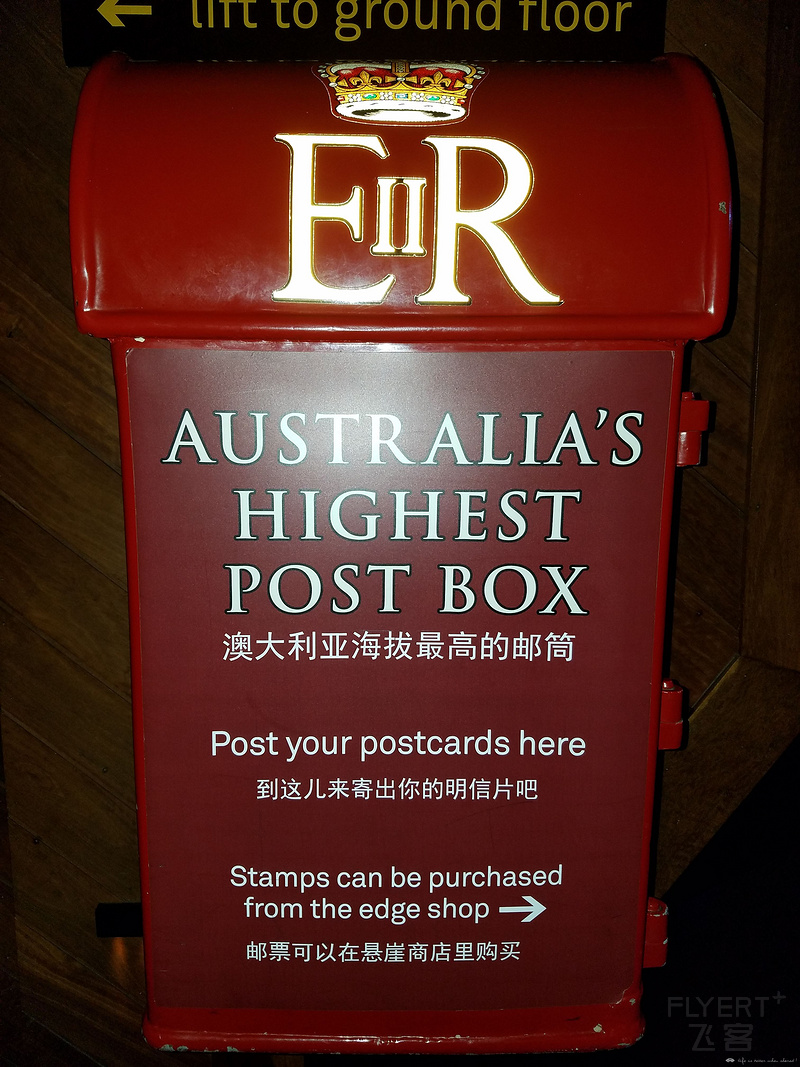 ← lift to ground floor
EIIR
AUSTRALIA'S
HIGHEST
POST BOX
澳大利亚海拔最高的邮筒
Post your postcards here
到这儿来寄出你的明信片吧
Stamps can be purchased
from the edge shop →
邮票可以在悬崖商店里购买
FLYERT+
飞客